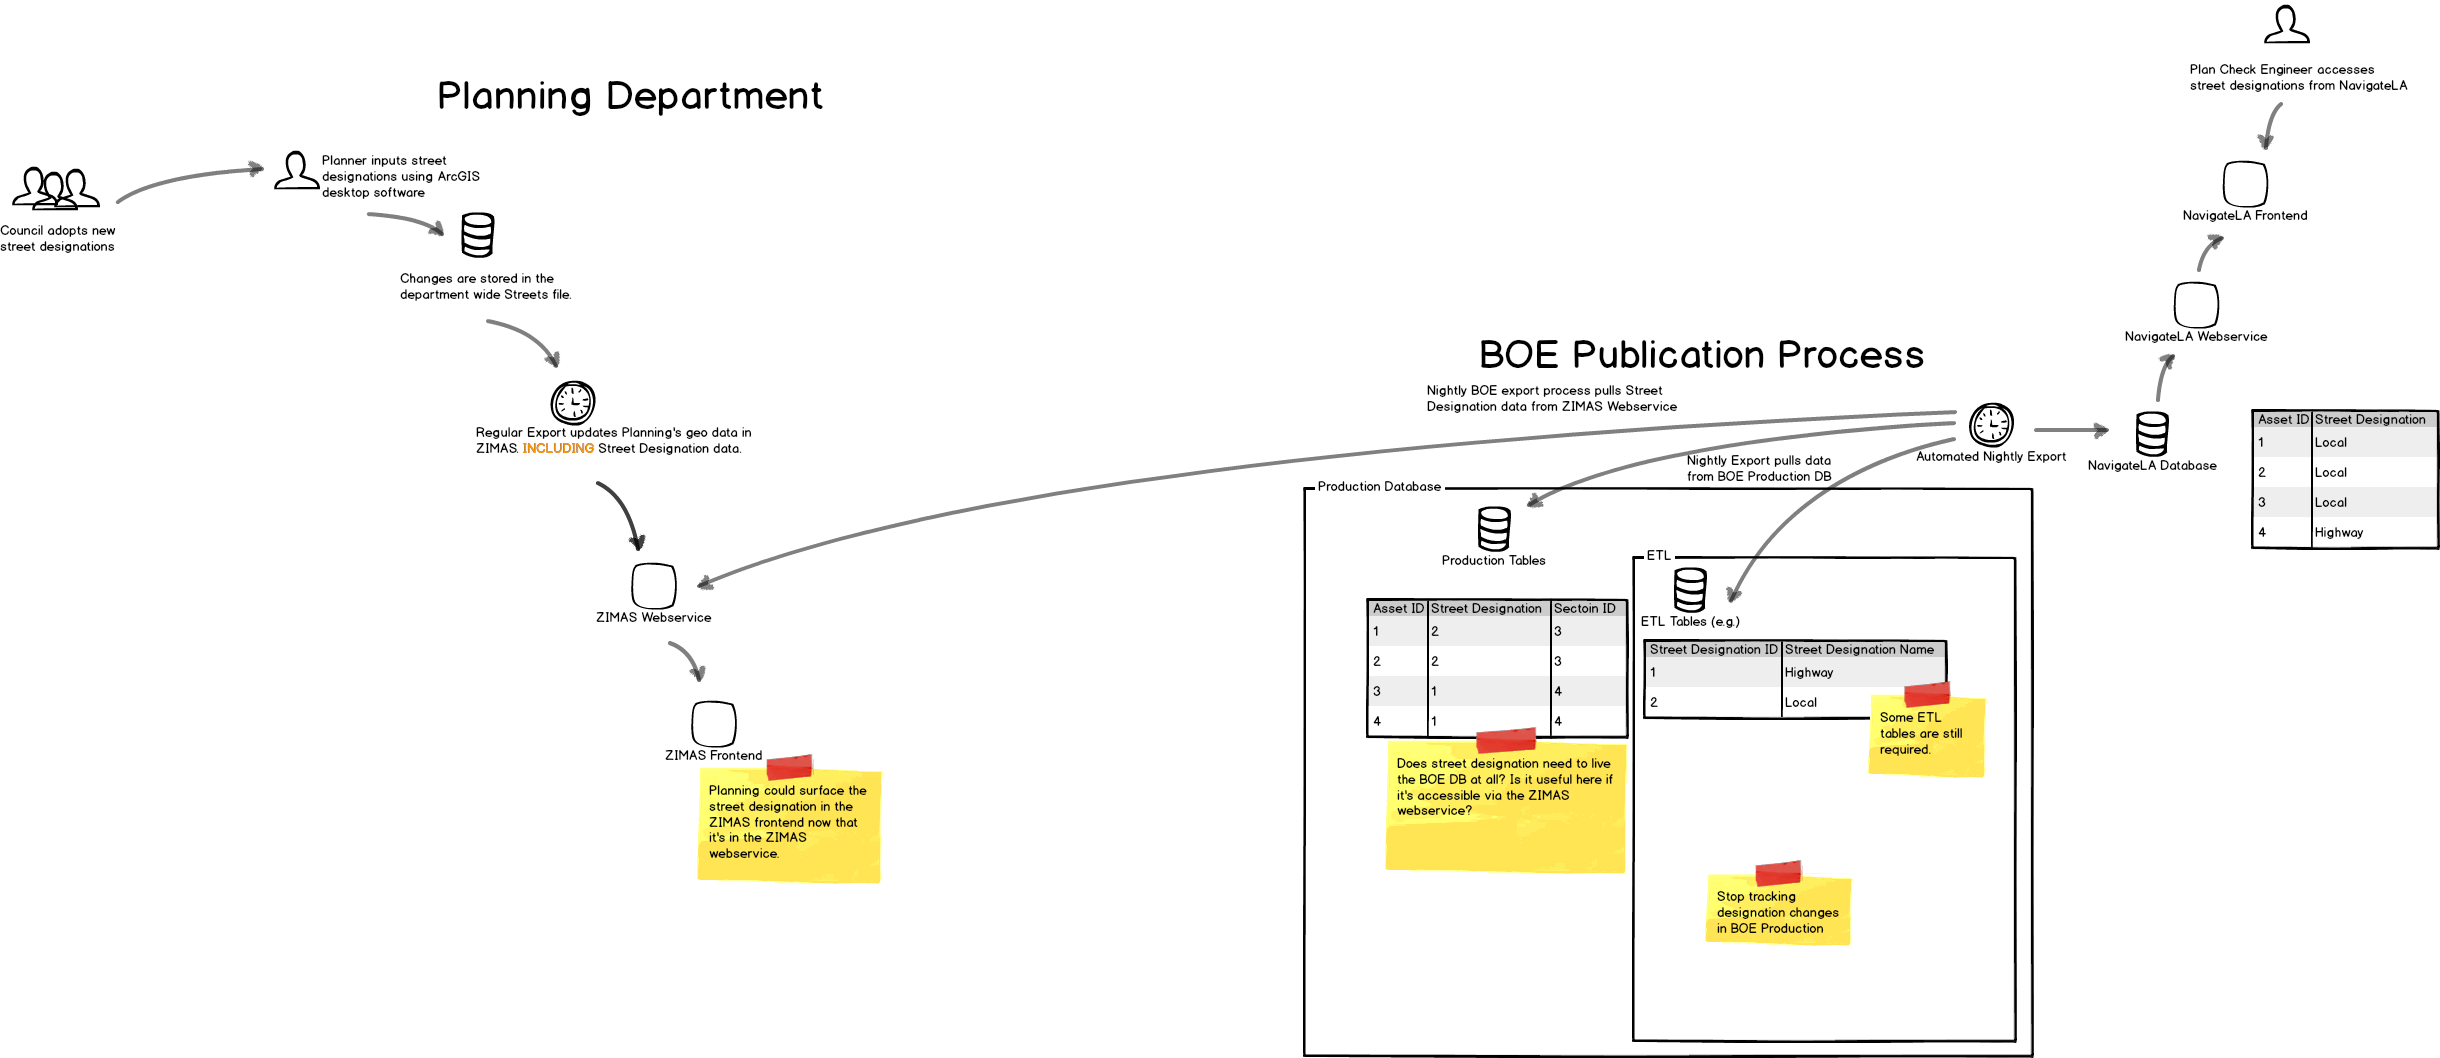 Planning Department
Council adopts new
street designations
Planner inputs street
designations using ArcGIS
desktop software
Changes are stored in the
department wide Streets file.
Regular Export updates Planning's geo data in
ZIMAS. INCLUDING Street Designation data.
ZIMAS Webservice
ZIMAS Frontend
Planning could surface the
street designation in the
ZIMAS frontend now that
it's in the ZIMAS
webservice.
BOE Publication Process
Nightly BOE export process pulls Street
Designation data from ZIMAS Webservice
Nightly Export pulls data
from BOE Production DB
Automated Nightly Export
Production Database
Production Tables
Asset ID Street Designation Sectoin ID
1 2 3
2 2 3
3 1 4
4 1 4
Does street designation need to live
the BOE DB at all? Is it useful here if
it's accessible via the ZIMAS
webservice?
ETL
ETL Tables (e.g.)
Street Designation ID Street Designation Name
1 Highway
2 Local
Some ETL
tables are still
required.
Stop tracking
designation changes
in BOE Production
Plan Check Engineer accesses
street designations from NavigateLA
NavigateLA Frontend
NavigateLA Webservice
NavigateLA Database
Asset ID Street Designation
1 Local
2 Local
3 Local
4 Highway